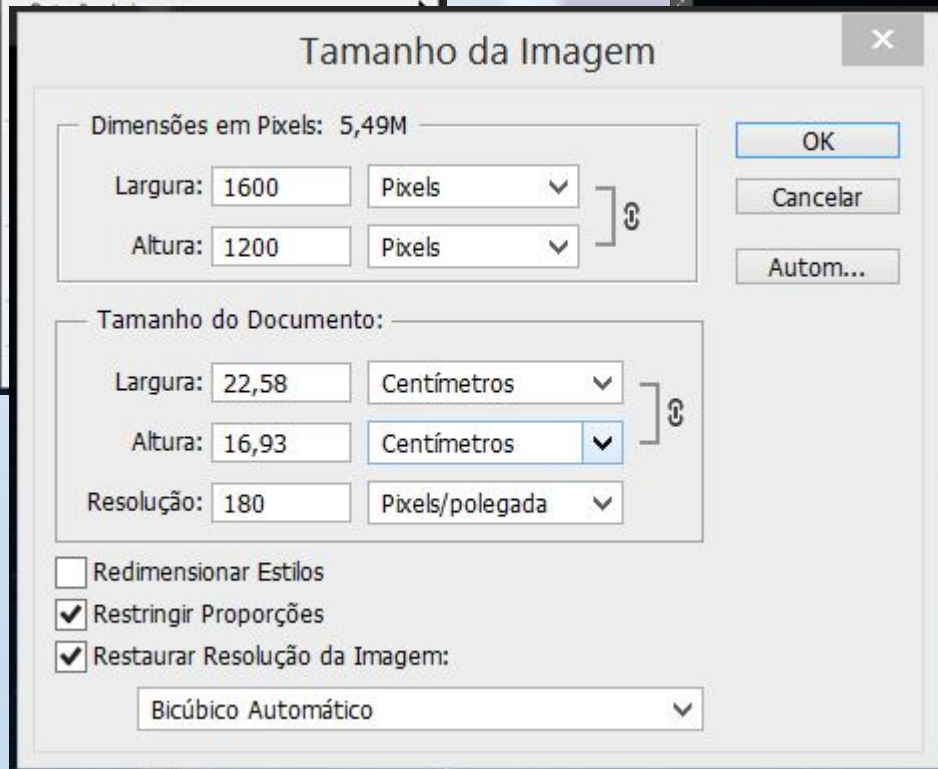 Tamanho da Imagem
Dimensões em Pixels: 5,49M
OK
Largura: 1600 Pixels
Cancelar
Altura: 1200 Pixels
Autom...
Tamanho do Documento:
Largura: 22,58 Centímetros
Altura: 16,93 Centímetros
Resolução: 180 Pixels/polegada
Redimensionar Estilos
Restringir Proporções
Restaurar Resolução da Imagem:
Bicúbico Automático